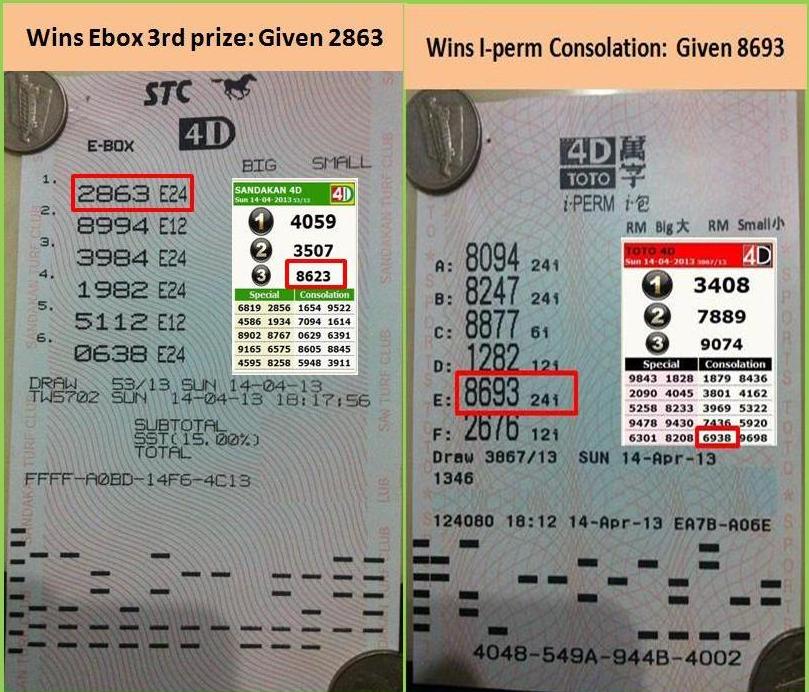 Wins Ebox 3rd prize: Given 2863
STC
4D
E-BOX
BIG SMALL
1. 2863 E24
2. 8994 E12
3. 3984 E24
4. 1982 E24
5. 5112 E12
6. 0638 E24
SANDAKAN 4D 4D
Sun 14-04-2013 53/13
1 4059
2 3507
3 8623
Special Consolation
6819 2856 1654 9522
4586 1934 7094 1614
8902 8767 0629 6391
9165 6575 8605 8845
4595 8258 5948 3911
DRAW 53/13 SUN 14-04-13
TW5702 SUN 14-04-13 18:17:56
SUBTOTAL
SST(15.00%)
TOTAL
FFFF-A0BD-14F6-4C13
SANDAKAN TURF CLUB
Wins I-perm Consolation: Given 8693
4D 萬字
TOTO
i-PERM i-包
RM Big大 RM Small小
A: 8094 24i
B: 8247 24i
C: 8877 6i
D: 1282 12i
E: 8693 24i
F: 2676 12i
TOTO 4D 4D
Sun 14-04-2013 3867/13
1 3408
2 7889
3 9074
Special Consolation
9843 1828 1879 8436
2090 4045 3801 4162
5258 8233 3969 5322
9478 9430 7436 5920
6301 8208 6938 9698
Draw 3867/13 SUN 14-Apr-13
1346
124080 18:12 14-Apr-13 EA7B-A06E
4048-549A-944B-4002